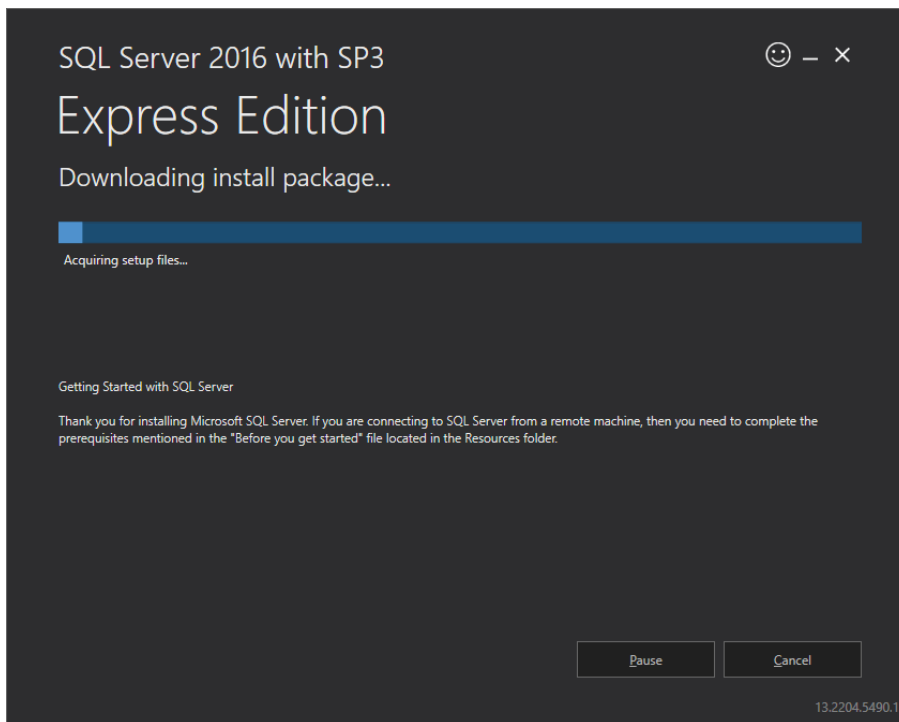 SQL Server 2016 with SP3
Express Edition
Downloading install package...
Acquiring setup files...
Getting Started with SQL Server
Thank you for installing Microsoft SQL Server. If you are connecting to SQL Server from a remote machine, then you need to complete the
prerequisites mentioned in the "Before you get started" file located in the Resources folder.
Pause
Cancel
13.2204.5490.1